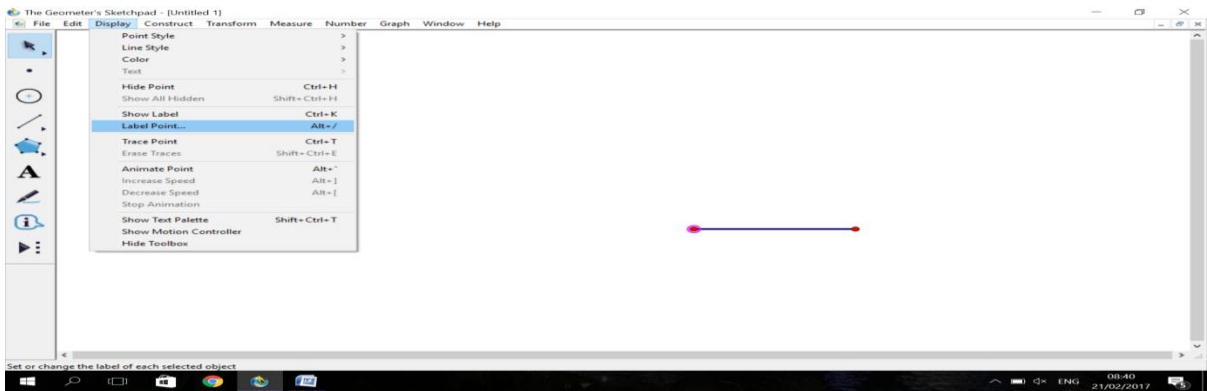 The Geometer's Sketchpad - [Untitled 1]
File Edit Display Construct Transform Measure Number Graph Window Help
Point Style >
Line Style >
Color >
Text >
Hide Point Ctrl+H
Show All Hidden Shift+Ctrl+H
Show Label Ctrl+K
Label Point... Alt+/
Trace Point Ctrl+T
Erase Traces Shift+Ctrl+E
Animate Point Alt+`
Increase Speed Alt+]
Decrease Speed Alt+[
Stop Animation
Show Text Palette Shift+Ctrl+T
Show Motion Controller
Hide Toolbox
A
Set or change the label of each selected object
ENG
08:40
21/02/2017